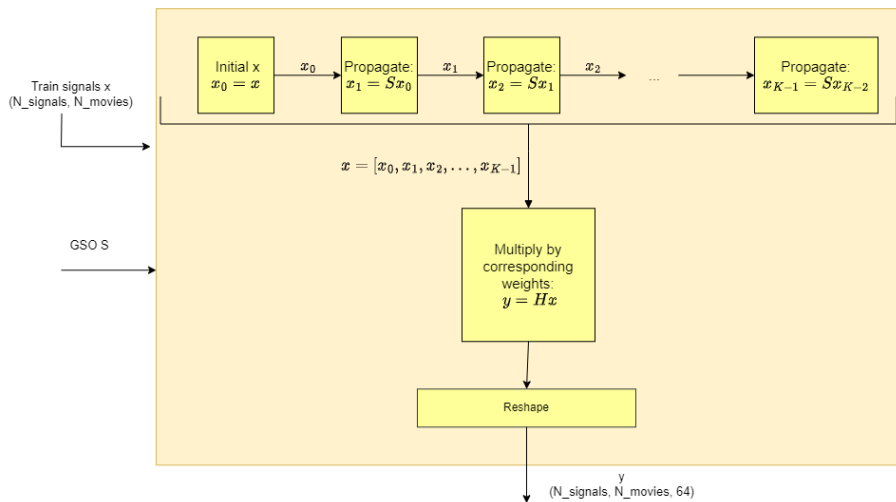 Initial x
$x_0 = x$
$x_0$
Propagate:
$x_1 = Sx_0$
$x_1$
Propagate:
$x_2 = Sx_1$
$x_2$
...
Propagate:
$x_{K-1} = Sx_{K-2}$
Train signals x
(N_signals, N_movies)
$x = [x_0, x_1, x_2, \ldots, x_{K-1}]$
GSO S
Multiply by
corresponding
weights:
$y = Hx$
Reshape
y
(N_signals, N_movies, 64)